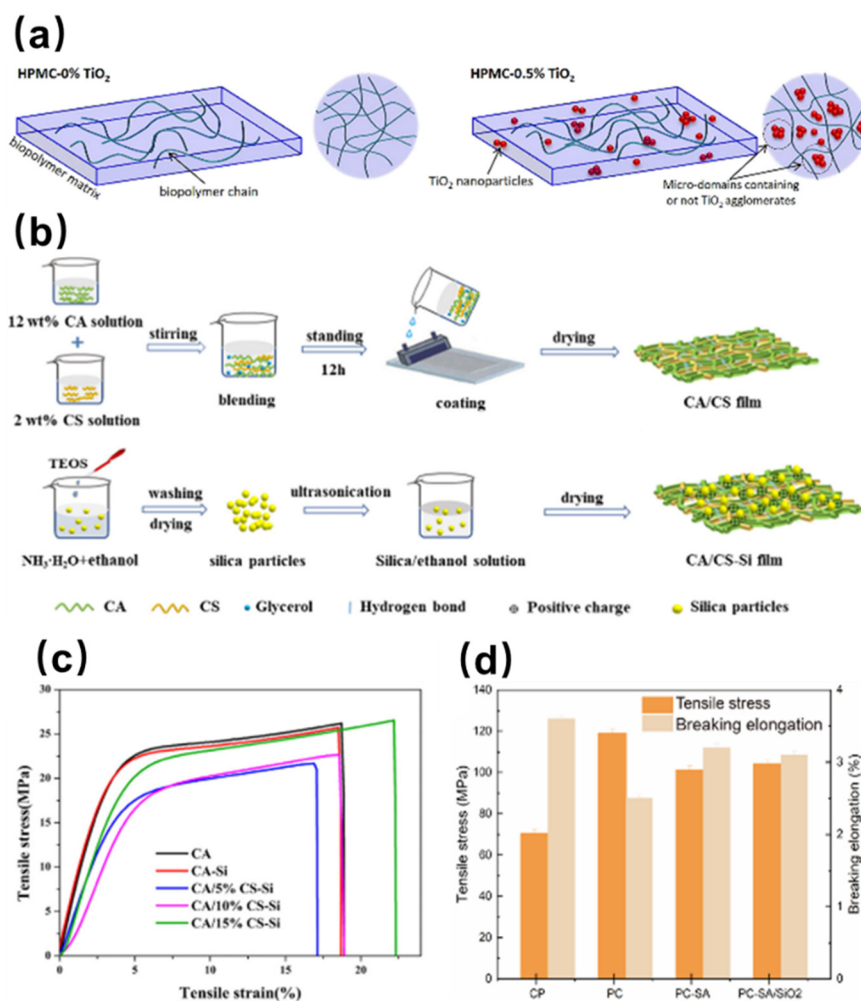 (a)
HPMC-0% TiO₂
biopolymer matrix
biopolymer chain
HPMC-0.5% TiO₂
TiO₂ nanoparticles
Micro-domains containing
or not TiO₂ agglomerates
(b)
12 wt% CA solution
+
2 wt% CS solution
stirring
blending
standing
12h
coating
drying
CA/CS film
TEOS
NH₃·H₂O+ethanol
washing
drying
silica particles
ultrasonication
Silica/ethanol solution
drying
CA/CS-Si film
CA
CS
Glycerol
Hydrogen bond
Positive charge
Silica particles
(c)
Tensile stress(MPa)
30
25
20
15
10
5
0
CA
CA-Si
CA/5% CS-Si
CA/10% CS-Si
CA/15% CS-Si
0 5 10 15 20
Tensile strain(%)
(d)
Tensile stress (MPa)
140
120
100
80
60
40
20
0
Tensile stress
Breaking elongation
4
3
2
1
0
Breaking elongation (%)
CP PC PC-SA PC-SA/SiO2